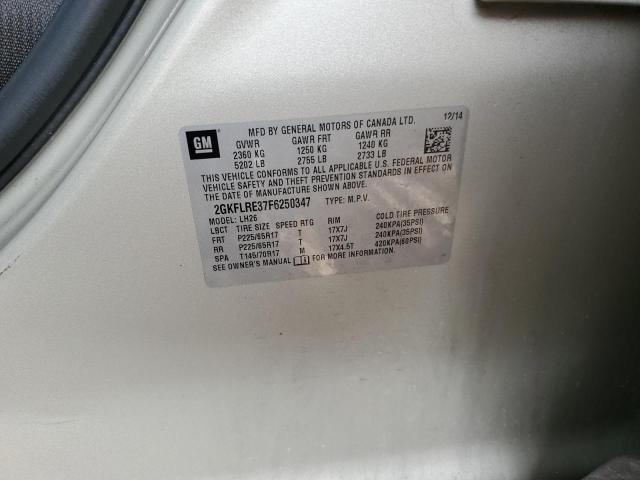 GM
MFD BY GENERAL MOTORS OF CANADA LTD.
12/14
GVWR GAWR FRT GAWR RR
2360 KG 1250 KG 1240 KG
5202 LB 2755 LB 2733 LB
THIS VEHICLE CONFORMS TO ALL APPLICABLE U.S. FEDERAL MOTOR
VEHICLE SAFETY AND THEFT PREVENTION STANDARDS IN EFFECT ON
THE DATE OF MANUFACTURE SHOWN ABOVE.
2GKFLRE37F6250347 TYPE: M.P.V.
MODEL: LH26
LBCT TIRE SIZE SPEED RTG RIM COLD TIRE PRESSURE
FRT P225/65R17 T 17X7J 240KPA(35PSI)
RR P225/65R17 T 17X7J 240KPA(35PSI)
SPA T145/70R17 M 17X4.5T 420KPA(60PSI)
SEE OWNER'S MANUAL FOR MORE INFORMATION.